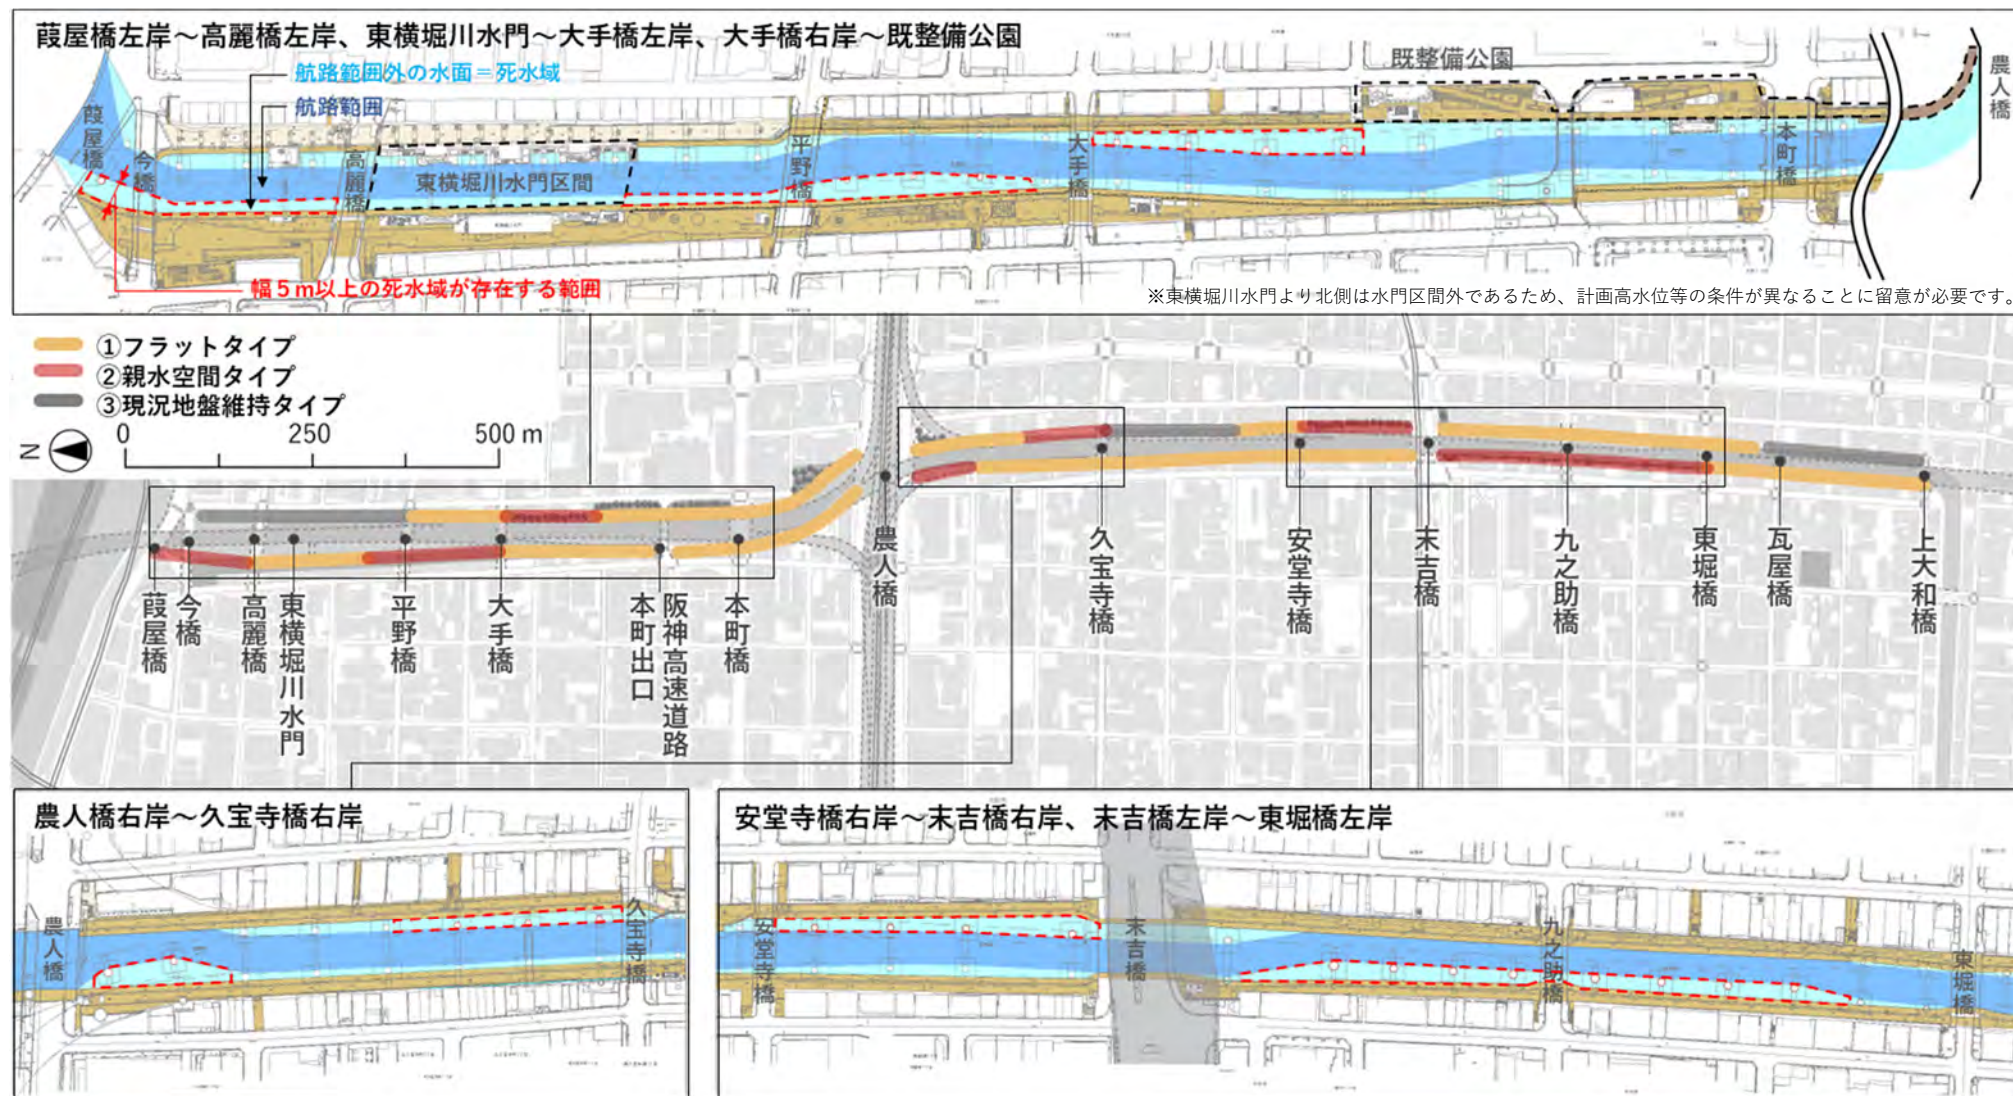 葭屋橋左岸～高麗橋左岸、東横堀川水門～大手橋左岸、大手橋右岸～既整備公園
航路範囲外の水面＝死水域
航路範囲
既整備公園
農人橋
葭屋橋
今橋
高麗橋
東横堀川水門区間
平野橋
大手橋
本町橋
幅５ｍ以上の死水域が存在する範囲
※東横堀川水門より北側は水門区間外であるため、計画高水位等の条件が異なることに留意が必要です。
①フラットタイプ
②親水空間タイプ
③現況地盤維持タイプ
N
0 250 500 m
葭屋橋
今橋
高麗橋
東横堀川水門
平野橋
大手橋
阪神高速道路
本町出口
本町橋
農人橋
久宝寺橋
安堂寺橋
末吉橋
九之助橋
東堀橋
瓦屋橋
上大和橋
農人橋右岸～久宝寺橋右岸
農人橋
久宝寺橋
安堂寺橋右岸～末吉橋右岸、末吉橋左岸～東堀橋左岸
安堂寺橋
末吉橋
九之助橋
東堀橋